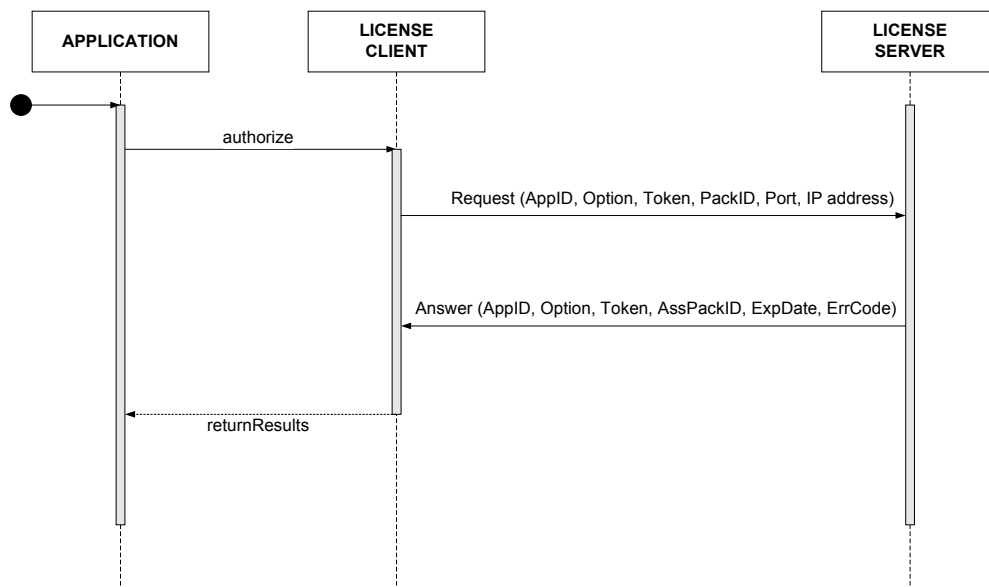 APPLICATION
LICENSE
CLIENT
LICENSE
SERVER
authorize
Request (AppID, Option, Token, PackID, Port, IP address)
Answer (AppID, Option, Token, AssPackID, ExpDate, ErrCode)
returnResults